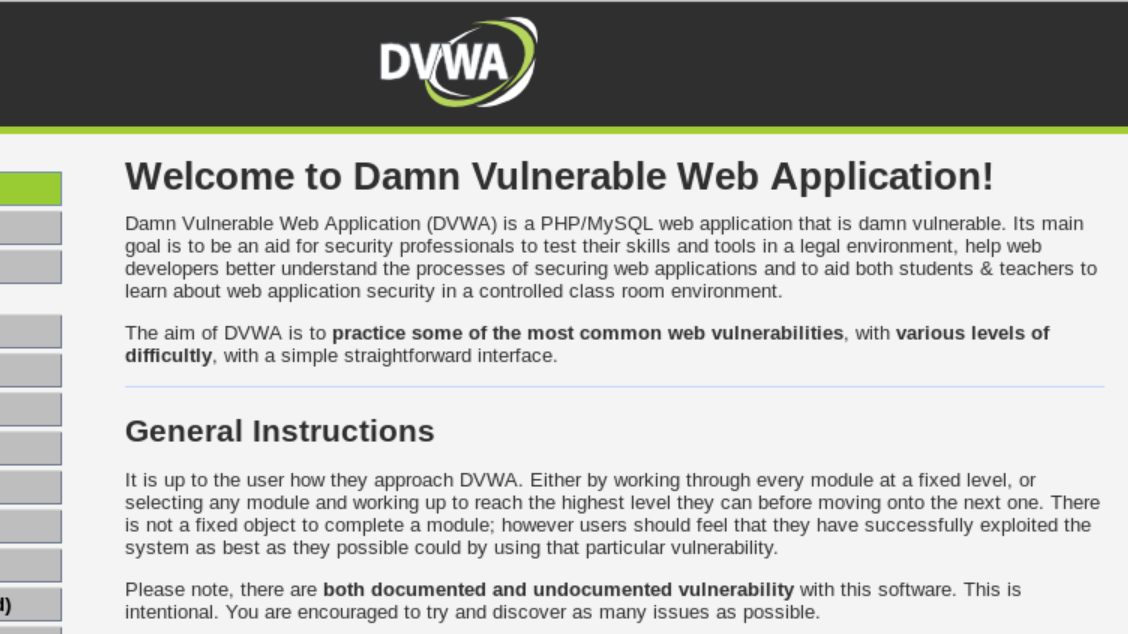 DVWA
Welcome to Damn Vulnerable Web Application!
Damn Vulnerable Web Application (DVWA) is a PHP/MySQL web application that is damn vulnerable. Its main
goal is to be an aid for security professionals to test their skills and tools in a legal environment, help web
developers better understand the processes of securing web applications and to aid both students & teachers to
learn about web application security in a controlled class room environment.
The aim of DVWA is to practice some of the most common web vulnerabilities, with various levels of
difficultly, with a simple straightforward interface.
General Instructions
It is up to the user how they approach DVWA. Either by working through every module at a fixed level, or
selecting any module and working up to reach the highest level they can before moving onto the next one. There
is not a fixed object to complete a module; however users should feel that they have successfully exploited the
system as best as they possible could by using that particular vulnerability.
Please note, there are both documented and undocumented vulnerability with this software. This is
d)
intentional. You are encouraged to try and discover as many issues as possible.